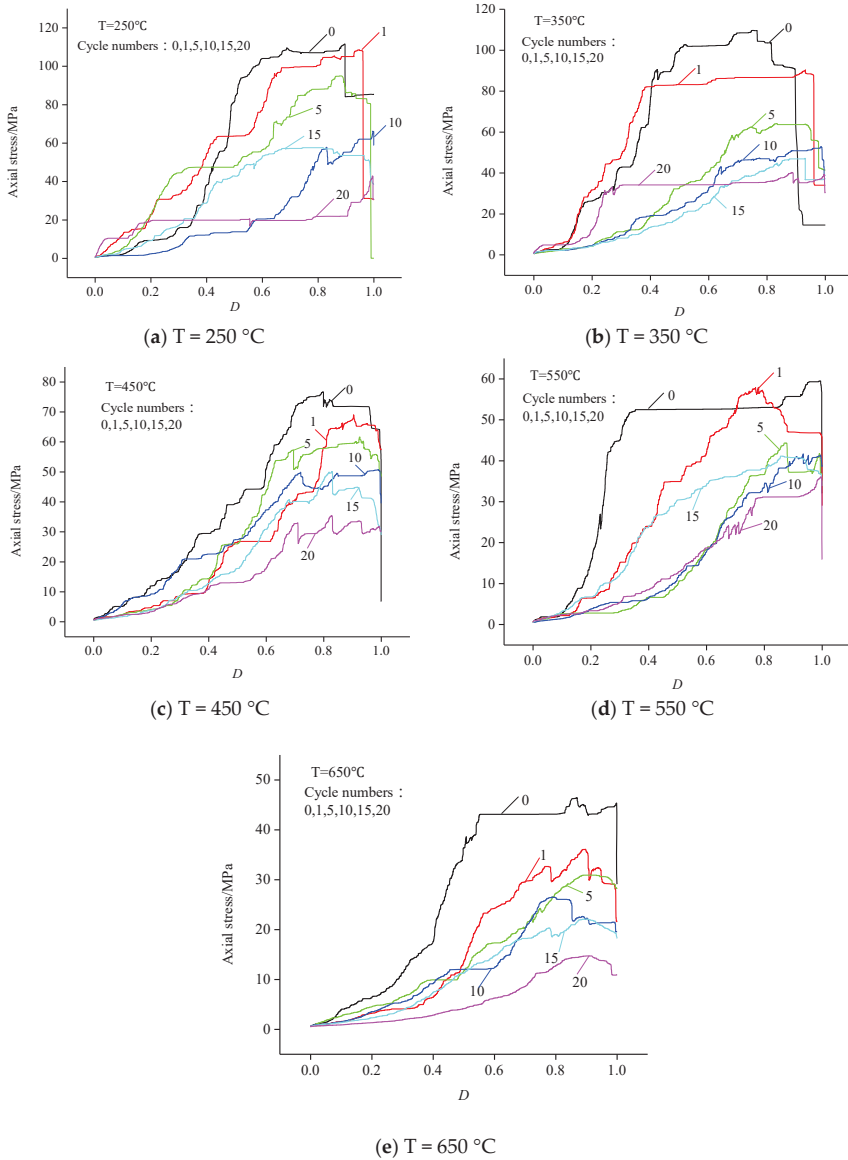 T=250℃
Cycle numbers：0,1,5,10,15,20
0
1
5
10
15
20
Axial stress/MPa
120
100
80
60
40
20
0
0.0 0.2 0.4 0.6 0.8 1.0
D
(a) T = 250 °C
T=350℃
Cycle numbers：
0,1,5,10,15,20
0
1
5
10
15
20
Axial stress/MPa
120
100
80
60
40
20
0
0.0 0.2 0.4 0.6 0.8 1.0
D
(b) T = 350 °C
T=450℃
Cycle numbers：
0,1,5,10,15,20
0
1
5
10
15
20
Axial stress/MPa
80
70
60
50
40
30
20
10
0
0.0 0.2 0.4 0.6 0.8 1.0
D
(c) T = 450 °C
T=550℃
Cycle numbers：
0,1,5,10,15,20
0
1
5
10
15
20
Axial stress/MPa
60
50
40
30
20
10
0
0.0 0.2 0.4 0.6 0.8 1.0
D
(d) T = 550 °C
T=650℃
Cycle numbers：
0,1,5,10,15,20
0
1
5
10
15
20
Axial stress/MPa
50
40
30
20
10
0
0.0 0.2 0.4 0.6 0.8 1.0
D
(e) T = 650 °C